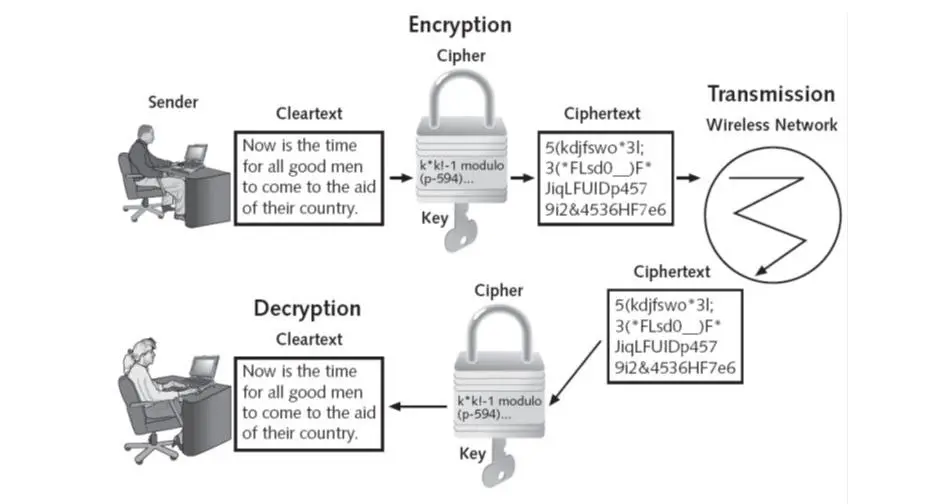 Encryption
Cipher
Sender
Cleartext
Now is the time
for all good men
to come to the aid
of their country.
k*k!-1 modulo
(p-594)...
Key
Ciphertext
5(kdjfswo*3l;
3(*FLsd0__)F*
JiqLFUIDp457
9i2&4536HF7e6
Transmission
Wireless Network
Ciphertext
5(kdjfswo*3l;
3(*FLsd0__)F*
JiqLFUIDp457
9i2&4536HF7e6
Cipher
k*k!-1 modulo
(p-594)...
Key
Decryption
Cleartext
Now is the time
for all good men
to come to the aid
of their country.